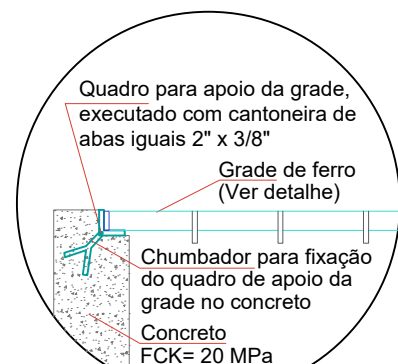 Quadro para apoio da grade,
executado com cantoneira de
abas iguais 2" x 3/8"
Grade de ferro
(Ver detalhe)
Chumbador para fixação
do quadro de apoio da
grade no concreto
Concreto
FCK= 20 MPa